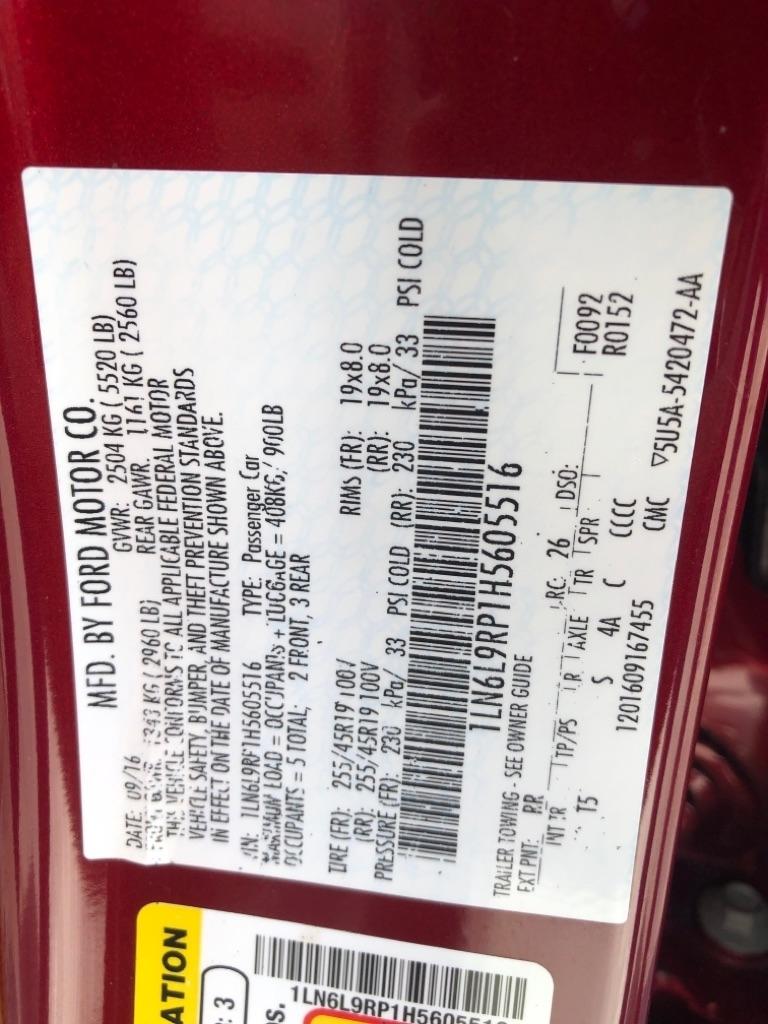 MFD. BY FORD MOTOR CO.
DATE: 09/16 GVWR: 2504 KG ( 5520 LB)
1343 KG ( 2960 LB) REAR GAWR: 1161 KG ( 2560 LB)
THIS VEHICLE CONFORMS TO ALL APPLICABLE FEDERAL MOTOR
VEHICLE SAFETY, BUMPER, AND THEFT PREVENTION STANDARDS
IN EFFECT ON THE DATE OF MANUFACTURE SHOWN ABOVE.
VIN: 1LN6L9RP1H5605516 TYPE: Passenger Car
MAXIMUM LOAD = OCCUPANTS + LUGGAGE = 408KG/ 900LB
OCCUPANTS = 5 TOTAL, 2 FRONT, 3 REAR
TIRE (FR): 255/45R19 100V RIMS (FR): 19x8.0
(RR): 255/45R19 100V (RR): 19x8.0
PRESSURE (FR): 230 kPa/ 33 PSI COLD (RR): 230 kPa/ 33 PSI COLD
1LN6L9RP1H5605516
TRAILER TOWING - SEE OWNER GUIDE
EXT PNT: RR RC: 26 DSO: F0092
INT TR TP/PS R AXLE TR SPR R0152
T5 S 4A C CCCC
1201609167455 CMC ▽5U5A-5420472-AA
ATION
: 3
os.
1LN6L9RP1H5605516